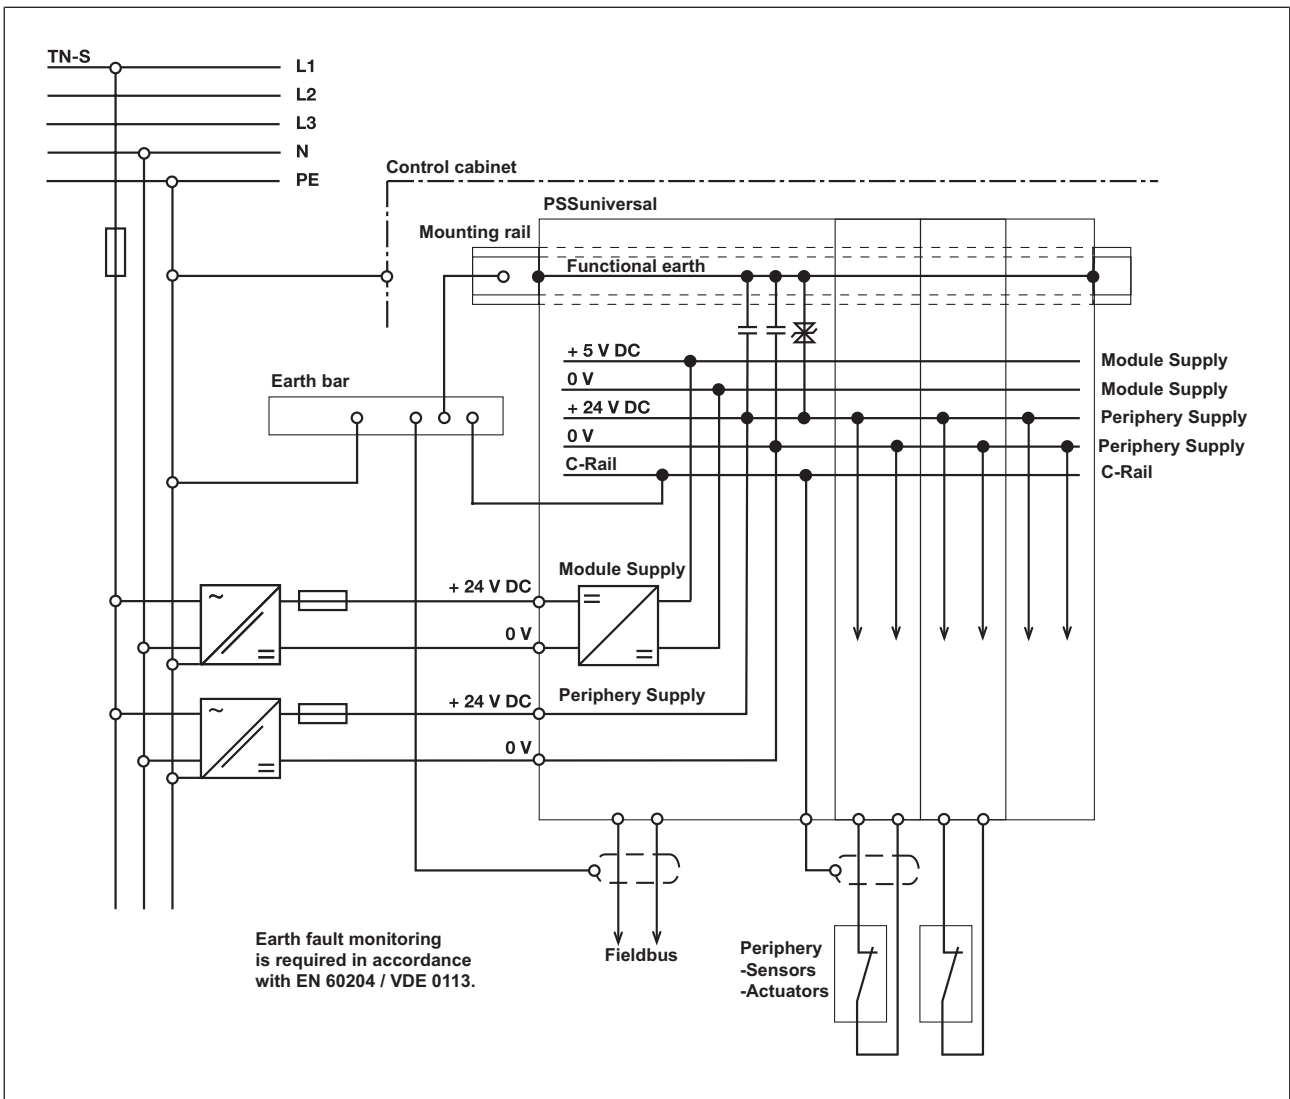 TN-S
L1
L2
L3
N
PE
Control cabinet
PSSuniversal
Mounting rail
Functional earth
+ 5 V DC
Module Supply
0 V
Module Supply
+ 24 V DC
Periphery Supply
0 V
Periphery Supply
C-Rail
C-Rail
Earth bar
Module Supply
+ 24 V DC
0 V
Periphery Supply
+ 24 V DC
0 V
Earth fault monitoring
is required in accordance
with EN 60204 / VDE 0113.
Fieldbus
Periphery
-Sensors
-Actuators